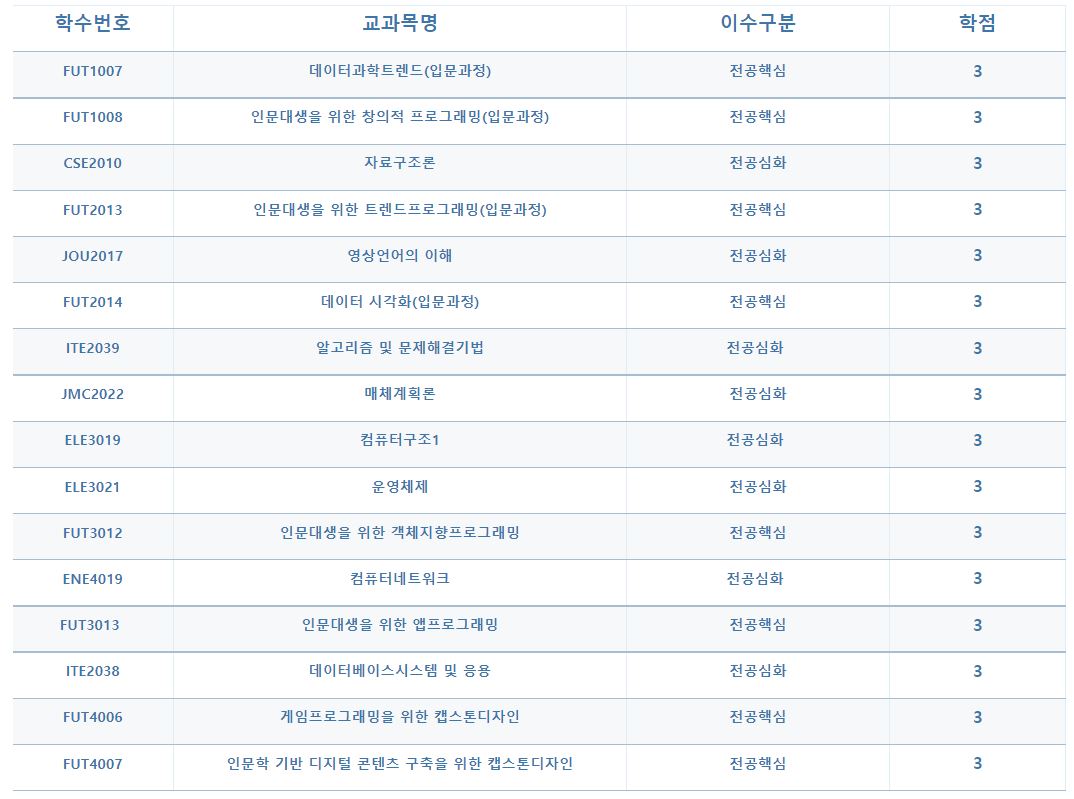 학수번호 교과목명 이수구분 학점
FUT1007 데이터과학트렌드(입문과정) 전공핵심 3
FUT1008 인문대생을 위한 창의적 프로그래밍(입문과정) 전공핵심 3
CSE2010 자료구조론 전공심화 3
FUT2013 인문대생을 위한 트렌드프로그래밍(입문과정) 전공핵심 3
JOU2017 영상언어의 이해 전공심화 3
FUT2014 데이터 시각화(입문과정) 전공핵심 3
ITE2039 알고리즘 및 문제해결기법 전공심화 3
JMC2022 매체계획론 전공심화 3
ELE3019 컴퓨터구조1 전공심화 3
ELE3021 운영체제 전공심화 3
FUT3012 인문대생을 위한 객체지향프로그래밍 전공핵심 3
ENE4019 컴퓨터네트워크 전공심화 3
FUT3013 인문대생을 위한 앱프로그래밍 전공핵심 3
ITE2038 데이터베이스시스템 및 응용 전공심화 3
FUT4006 게임프로그래밍을 위한 캡스톤디자인 전공핵심 3
FUT4007 인문학 기반 디지털 콘텐츠 구축을 위한 캡스톤디자인 전공핵심 3